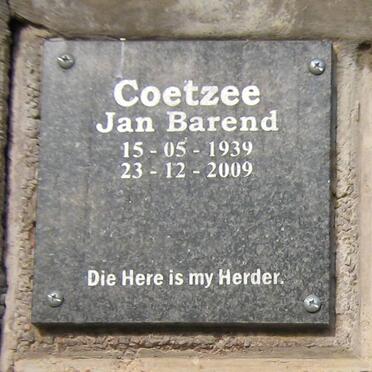 Coetzee
Jan Barend
15 - 05 - 1939
23 - 12 - 2009
Die Here is my Herder.